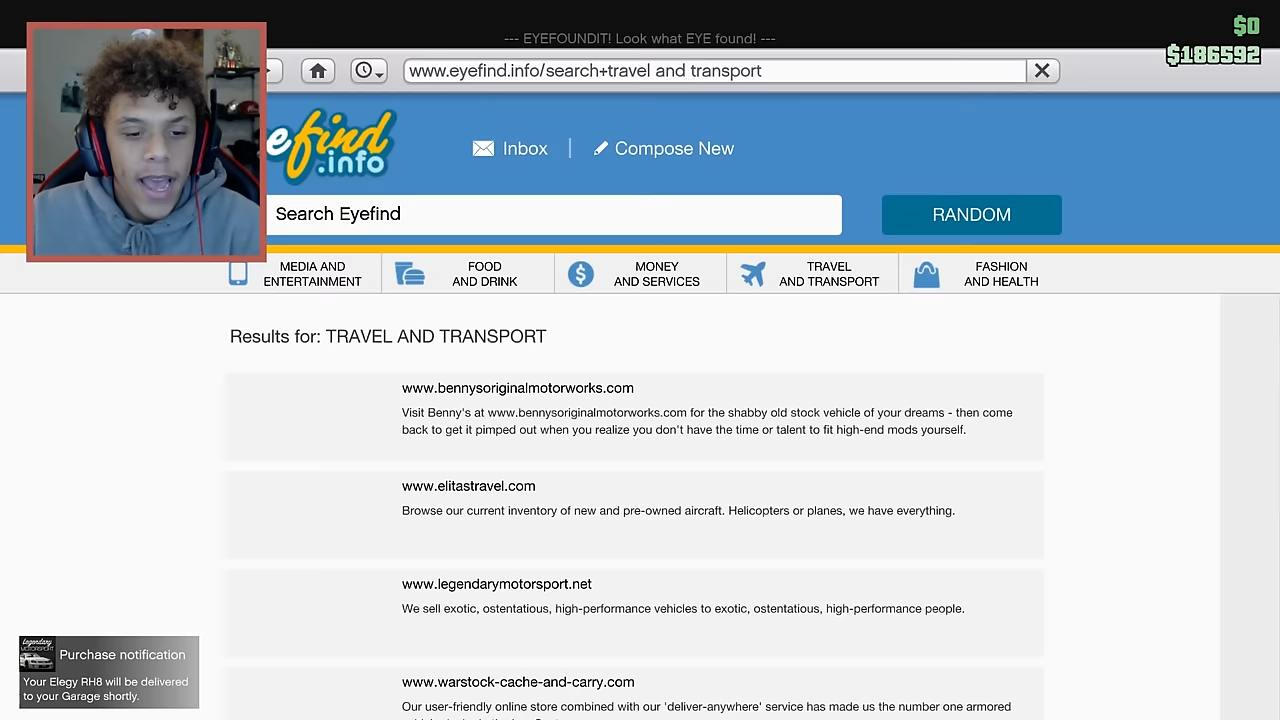 --- EYEFOUNDIT! Look what EYE found! ---
$0
$186592
www.eyefind.info/search+travel and transport
efind
.info
Inbox
Compose New
Search Eyefind
RANDOM
MEDIA AND
ENTERTAINMENT
FOOD
AND DRINK
MONEY
AND SERVICES
TRAVEL
AND TRANSPORT
FASHION
AND HEALTH
Results for: TRAVEL AND TRANSPORT
www.bennysoriginalmotorworks.com
Visit Benny's at www.bennysoriginalmotorworks.com for the shabby old stock vehicle of your dreams - then come
back to get it pimped out when you realize you don't have the time or talent to fit high-end mods yourself.
www.elitastravel.com
Browse our current inventory of new and pre-owned aircraft. Helicopters or planes, we have everything.
www.legendarymotorsport.net
We sell exotic, ostentatious, high-performance vehicles to exotic, ostentatious, high-performance people.
www.warstock-cache-and-carry.com
Our user-friendly online store combined with our 'deliver-anywhere' service has made us the number one armored
Legendary
MOTORSPORT
Purchase notification
Your Elegy RH8 will be delivered
to your Garage shortly.